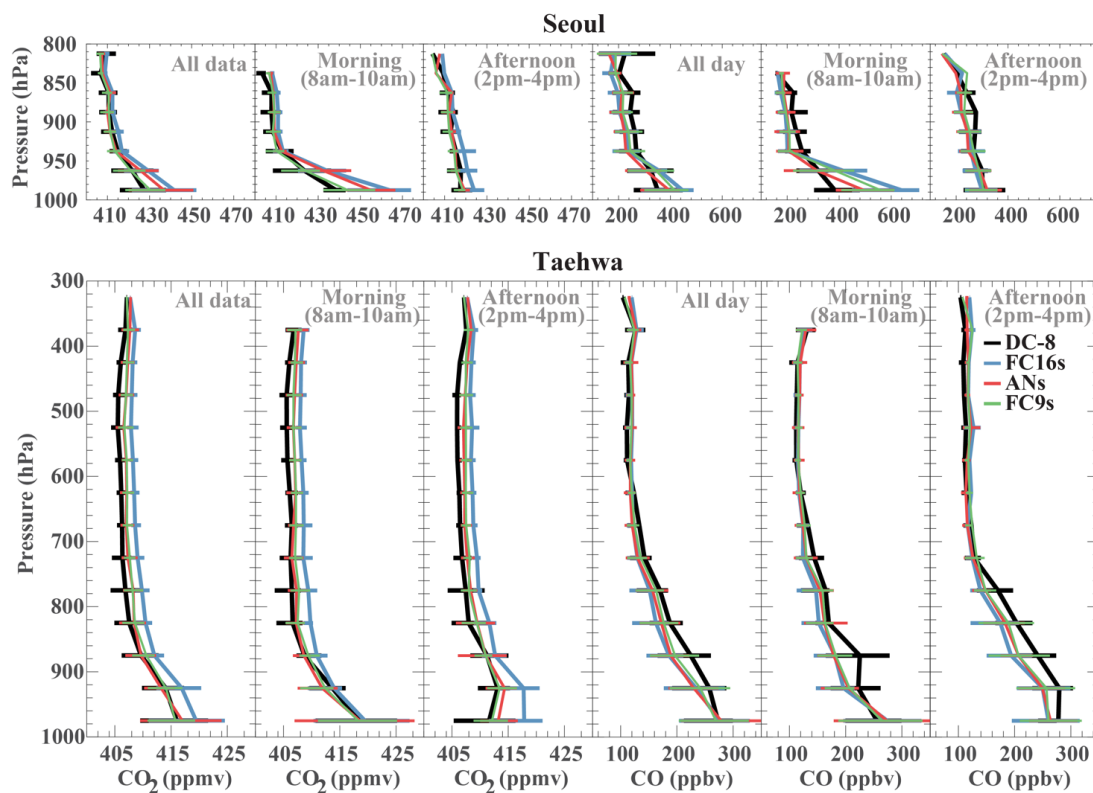 Seoul
800
850
900
950
1000
Pressure (hPa)
All data
Morning
(8am-10am)
Afternoon
(2pm-4pm)
All day
Morning
(8am-10am)
Afternoon
(2pm-4pm)
410 430 450 470 410 430 450 470 410 430 450 470 200 400 600 200 400 600 200 400 600
Taehwa
300
400
500
600
700
800
900
1000
Pressure (hPa)
All data
Morning
(8am-10am)
Afternoon
(2pm-4pm)
All day
Morning
(8am-10am)
Afternoon
(2pm-4pm)
DC-8
FC16s
ANs
FC9s
405 415 425 405 415 425 405 415 425 100 200 300 100 200 300 100 200 300
CO2 (ppmv) CO2 (ppmv) CO2 (ppmv) CO (ppbv) CO (ppbv) CO (ppbv)